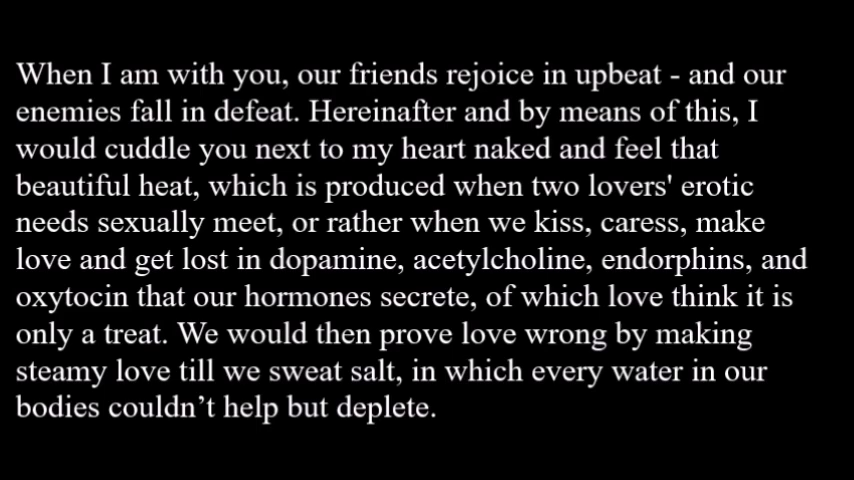 When I am with you, our friends rejoice in upbeat - and our
enemies fall in defeat. Hereinafter and by means of this, I
would cuddle you next to my heart naked and feel that
beautiful heat, which is produced when two lovers' erotic
needs sexually meet, or rather when we kiss, caress, make
love and get lost in dopamine, acetylcholine, endorphins, and
oxytocin that our hormones secrete, of which love think it is
only a treat. We would then prove love wrong by making
steamy love till we sweat salt, in which every water in our
bodies couldn’t help but deplete.